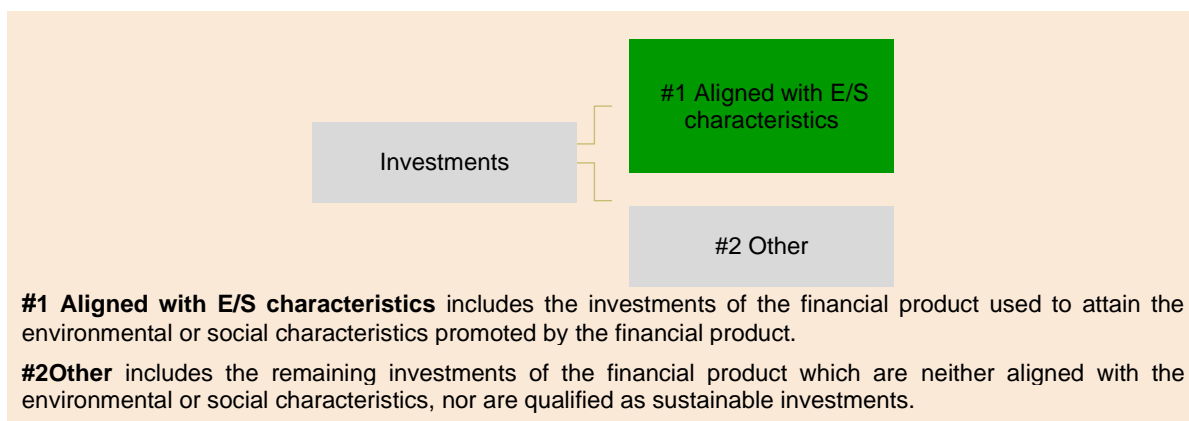 #1 Aligned with E/S
characteristics
Investments
#2 Other
#1 Aligned with E/S characteristics includes the investments of the financial product used to attain the
environmental or social characteristics promoted by the financial product.
#2Other includes the remaining investments of the financial product which are neither aligned with the
environmental or social characteristics, nor are qualified as sustainable investments.